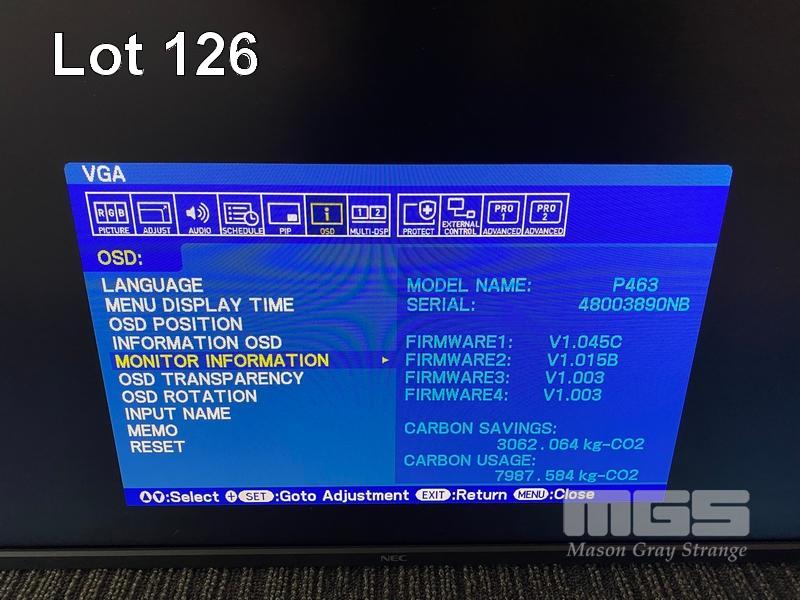 Lot 126
VGA
RGB
1 2
PRO 1
PRO 2
PICTURE ADJUST AUDIO SCHEDULE PIP OSD MULTI-DSP PROTECT EXTERNAL CONTROL ADVANCED ADVANCED
OSD:
LANGUAGE
MENU DISPLAY TIME
OSD POSITION
INFORMATION OSD
MONITOR INFORMATION
OSD TRANSPARENCY
OSD ROTATION
INPUT NAME
MEMO
RESET
MODEL NAME: P463
SERIAL: 48003890NB
FIRMWARE1: V1.045C
FIRMWARE2: V1.015B
FIRMWARE3: V1.003
FIRMWARE4: V1.003
CARBON SAVINGS:
3062.064 kg-CO2
CARBON USAGE:
7987.584 kg-CO2
:Select + SET :Goto Adjustment EXIT :Return MENU :Close
MGS
Mason Gray Strange
NEC